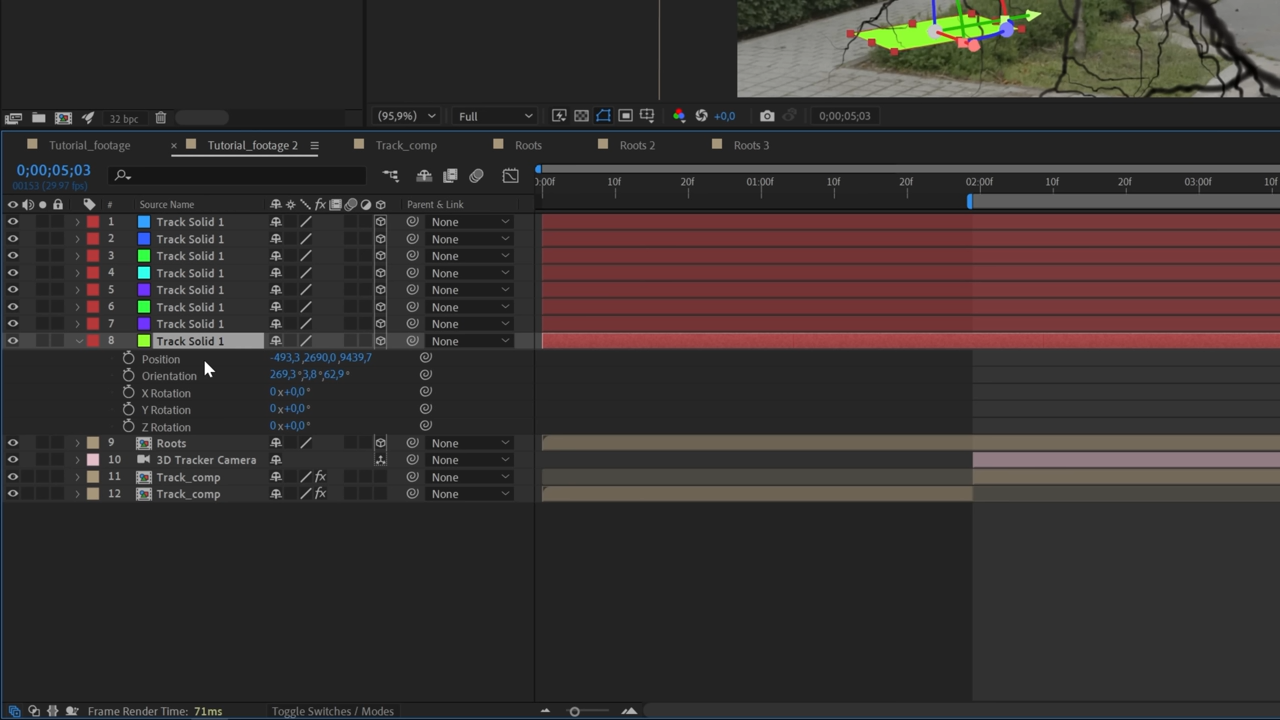 32 bpc
(95,9%) Full +0,0 0;00;05;03
Tutorial_footage × Tutorial_footage 2 Track_comp Roots Roots 2 Roots 3
0;00;05;03
00153 (29.97 fps)
0:00f 10f 20f 01:00f 10f 20f 02:00f 10f 20f 03:00f 10f
# Source Name fx Parent & Link
1 Track Solid 1 None
2 Track Solid 1 None
3 Track Solid 1 None
4 Track Solid 1 None
5 Track Solid 1 None
6 Track Solid 1 None
7 Track Solid 1 None
8 Track Solid 1 None
Position -493,3,2690,0,9439,7
Orientation 269,3°,3,8°,62,9°
X Rotation 0x+0,0°
Y Rotation 0x+0,0°
Z Rotation 0x+0,0°
9 Roots None
10 3D Tracker Camera None
11 Track_comp fx None
12 Track_comp fx None
Frame Render Time: 71ms Toggle Switches / Modes